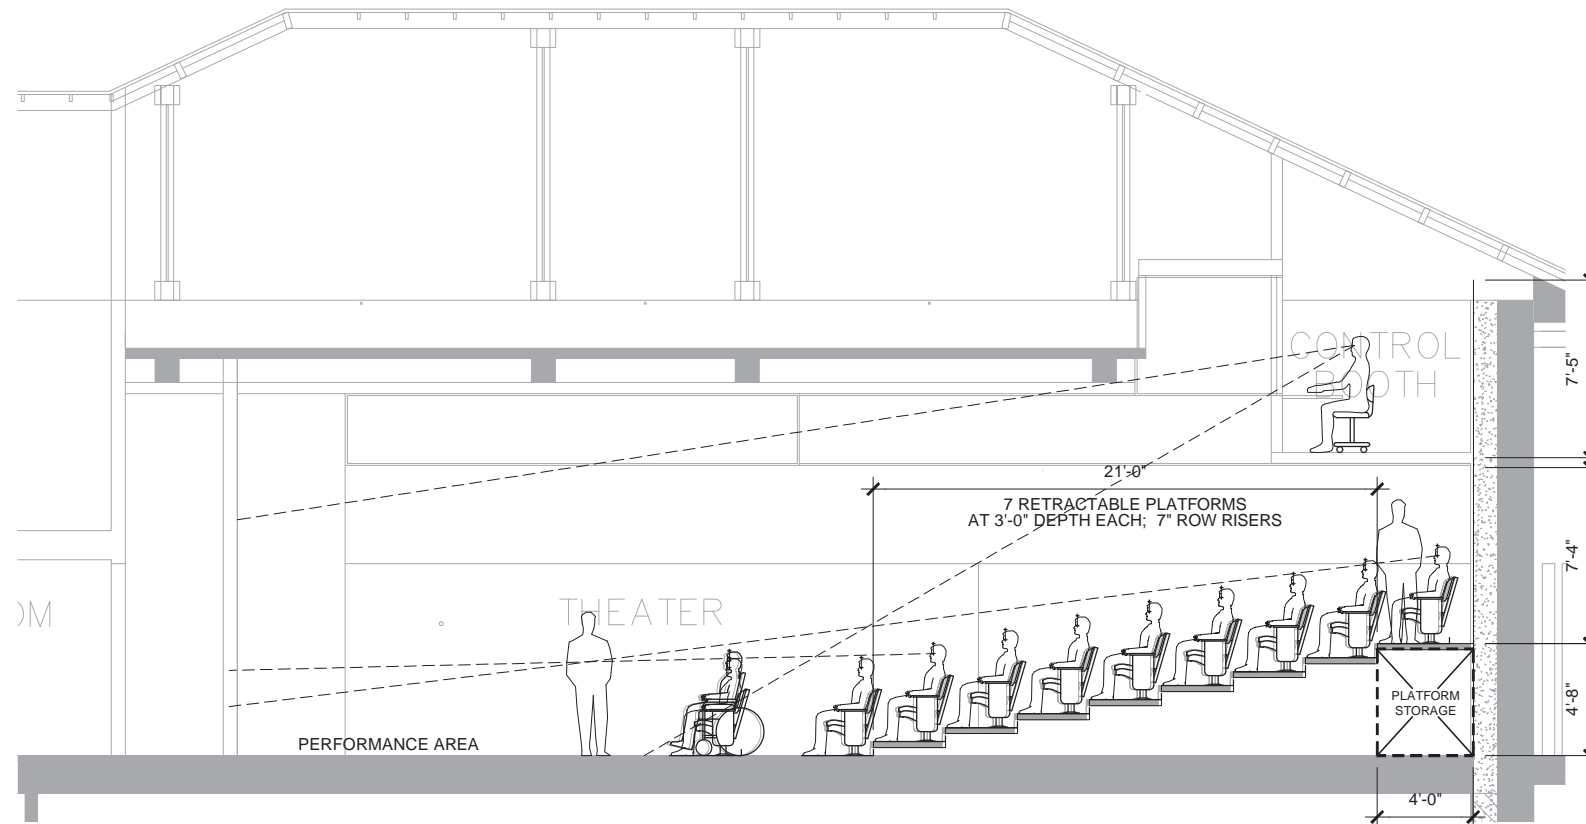 CONTROL
BOOTH
7'-5"
21'-0"
7 RETRACTABLE PLATFORMS
AT 3'-0" DEPTH EACH; 7" ROW RISERS
7'-4"
OM
THEATER
PLATFORM
STORAGE
4'-8"
PERFORMANCE AREA
4'-0"